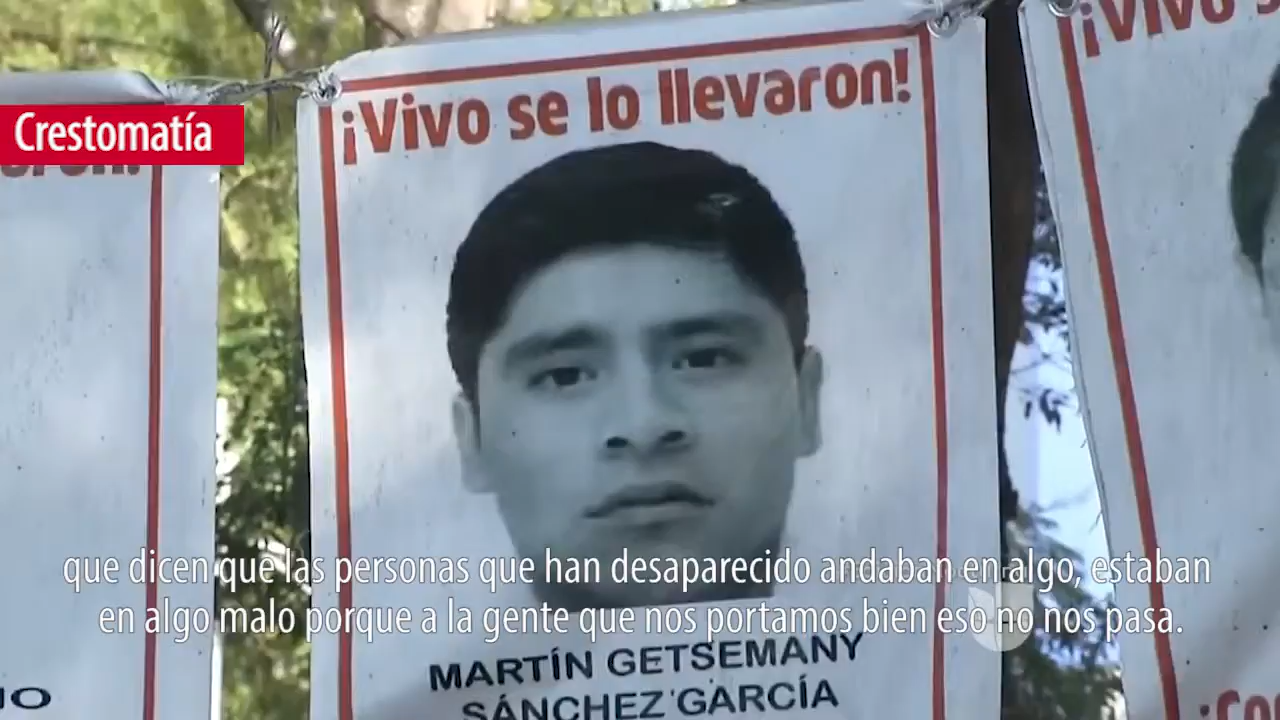 ¡Vivo se lo llevaron!
¡Vivo s
Crestomatía
que dicen que las personas que han desaparecido andaban en algo, estaban
en algo malo porque a la gente que nos portamos bien eso no nos pasa.
MARTÍN GETSEMANY
SÁNCHEZ GARCÍA